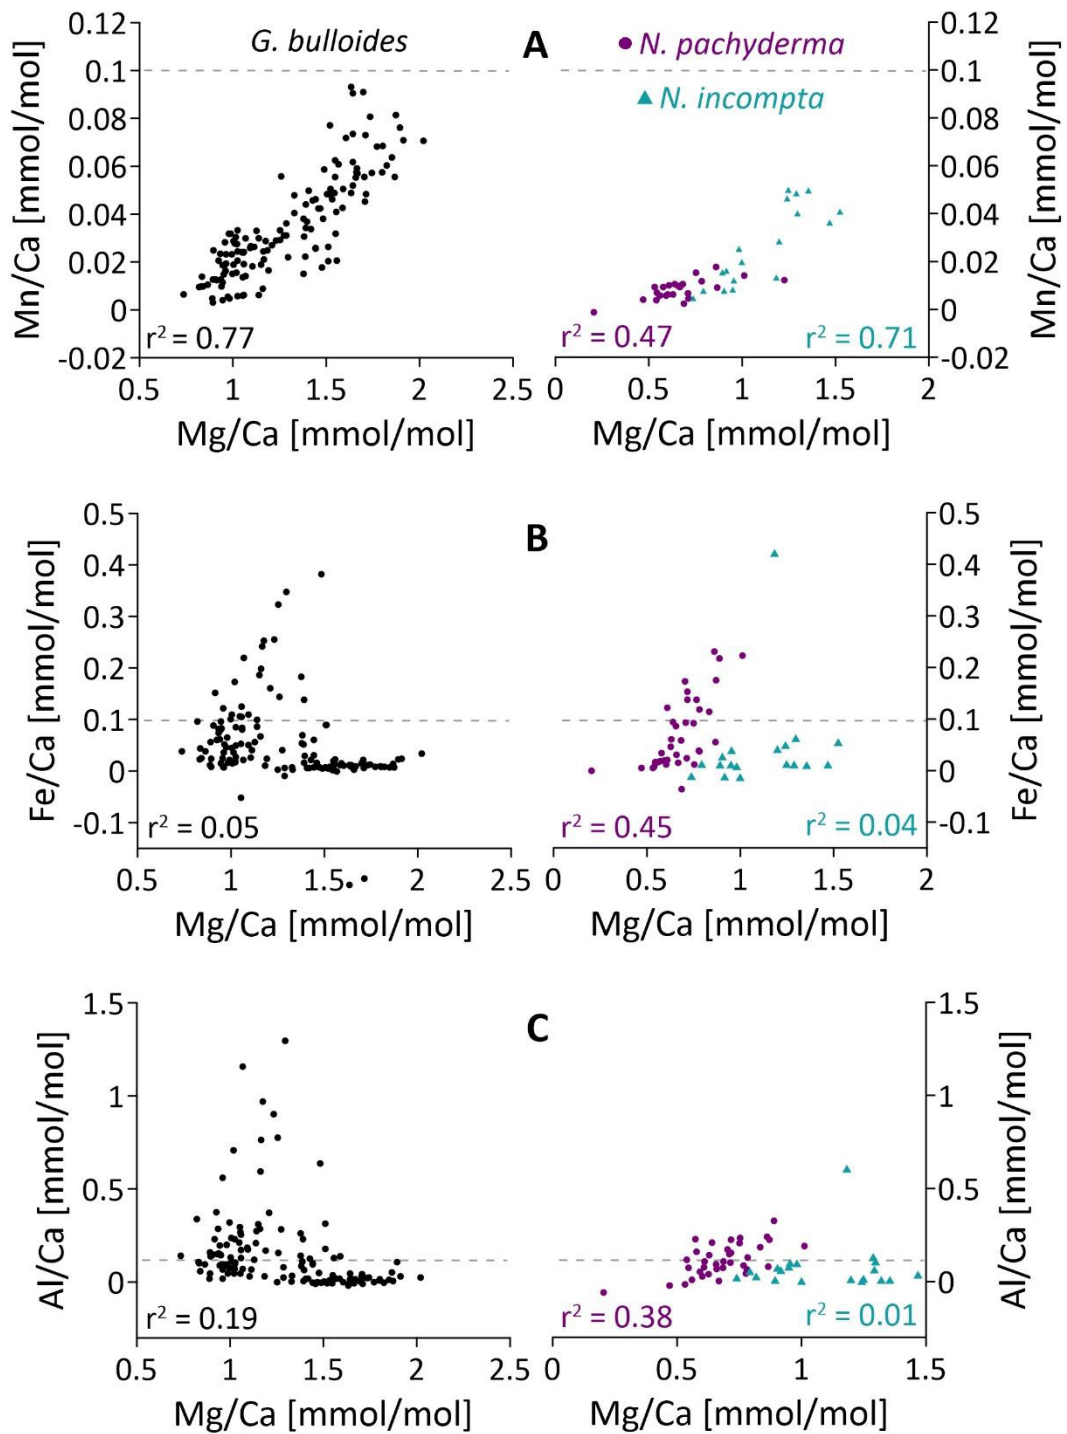 G. bulloides
A
N. pachyderma
N. incompta
Mn/Ca [mmol/mol]
0.12
0.1
0.08
0.06
0.04
0.02
0
-0.02
r² = 0.77
0.5 1 1.5 2 2.5
Mg/Ca [mmol/mol]
0.12
0.1
0.08
0.06
0.04
0.02
0
-0.02
Mn/Ca [mmol/mol]
r² = 0.47
r² = 0.71
0 0.5 1 1.5 2
Mg/Ca [mmol/mol]
B
Fe/Ca [mmol/mol]
0.5
0.4
0.3
0.2
0.1
0
-0.1
r² = 0.05
0.5 1 1.5 2 2.5
Mg/Ca [mmol/mol]
0.5
0.4
0.3
0.2
0.1
0
-0.1
Fe/Ca [mmol/mol]
r² = 0.45
r² = 0.04
0 0.5 1 1.5 2
Mg/Ca [mmol/mol]
C
Al/Ca [mmol/mol]
1.5
1
0.5
0
r² = 0.19
0.5 1 1.5 2 2.5
Mg/Ca [mmol/mol]
1.5
1
0.5
0
Al/Ca [mmol/mol]
r² = 0.38
r² = 0.01
0 0.5 1 1.5
Mg/Ca [mmol/mol]